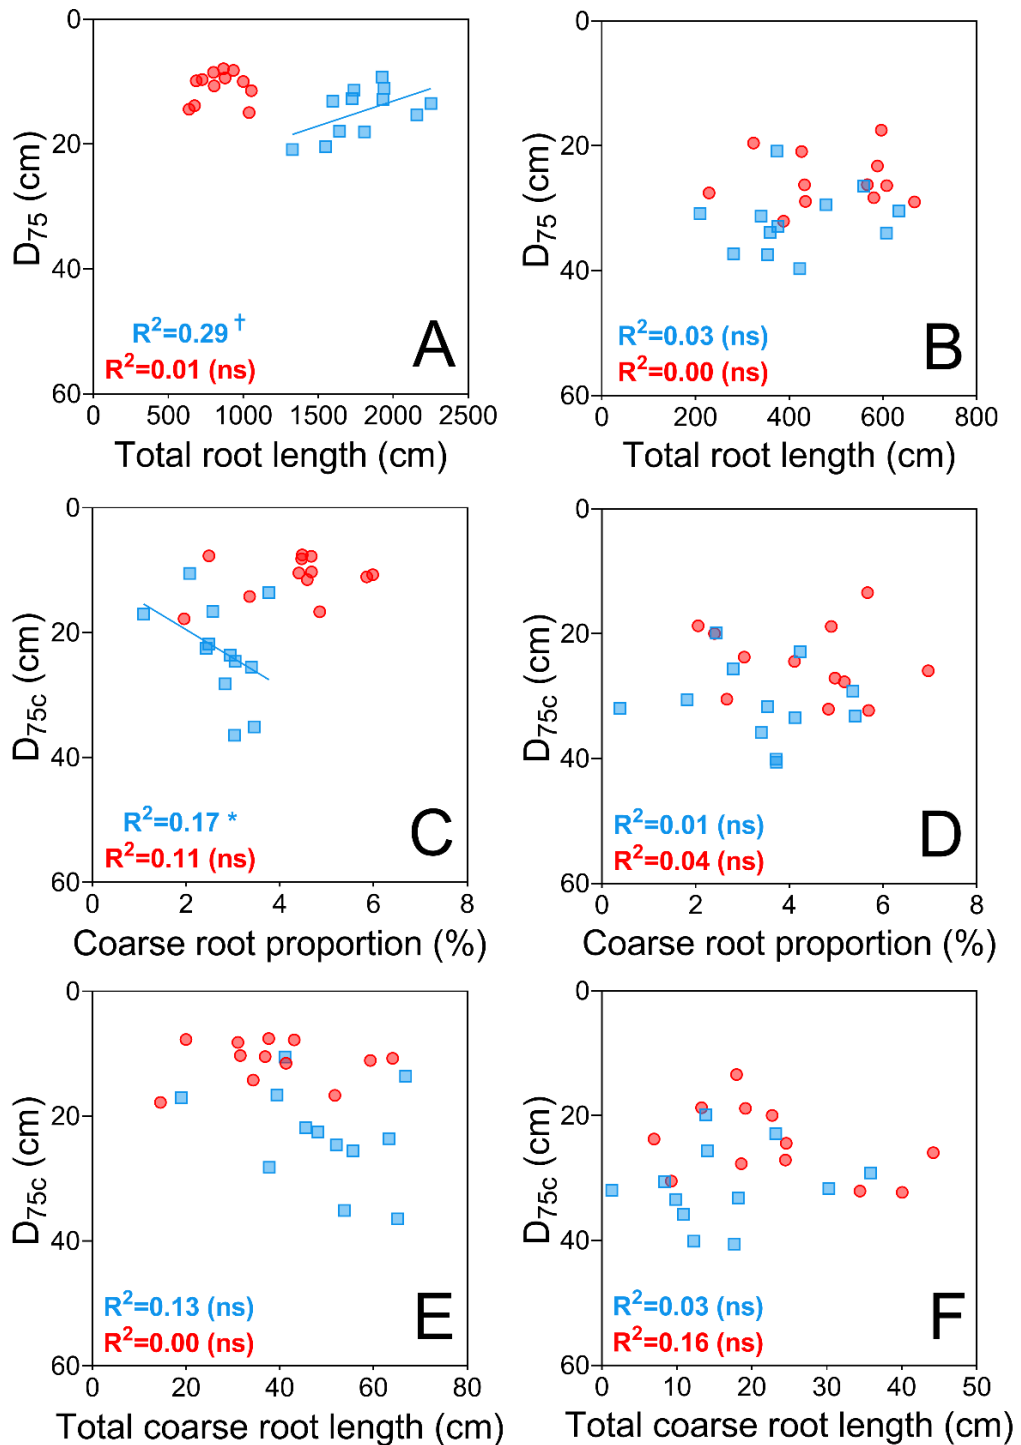 0
20
40
60
D75 (cm)
R2=0.29 †
R2=0.01 (ns)
A
0 500 1000 1500 2000 2500
Total root length (cm)
0
20
40
60
D75 (cm)
R2=0.03 (ns)
R2=0.00 (ns)
B
0 200 400 600 800
Total root length (cm)
0
20
40
60
D75c (cm)
R2=0.17 *
R2=0.11 (ns)
C
0 2 4 6 8
Coarse root proportion (%)
0
20
40
60
D75c (cm)
R2=0.01 (ns)
R2=0.04 (ns)
D
0 2 4 6 8
Coarse root proportion (%)
0
20
40
60
D75c (cm)
R2=0.13 (ns)
R2=0.00 (ns)
E
0 20 40 60 80
Total coarse root length (cm)
0
20
40
60
D75c (cm)
R2=0.03 (ns)
R2=0.16 (ns)
F
0 10 20 30 40 50
Total coarse root length (cm)